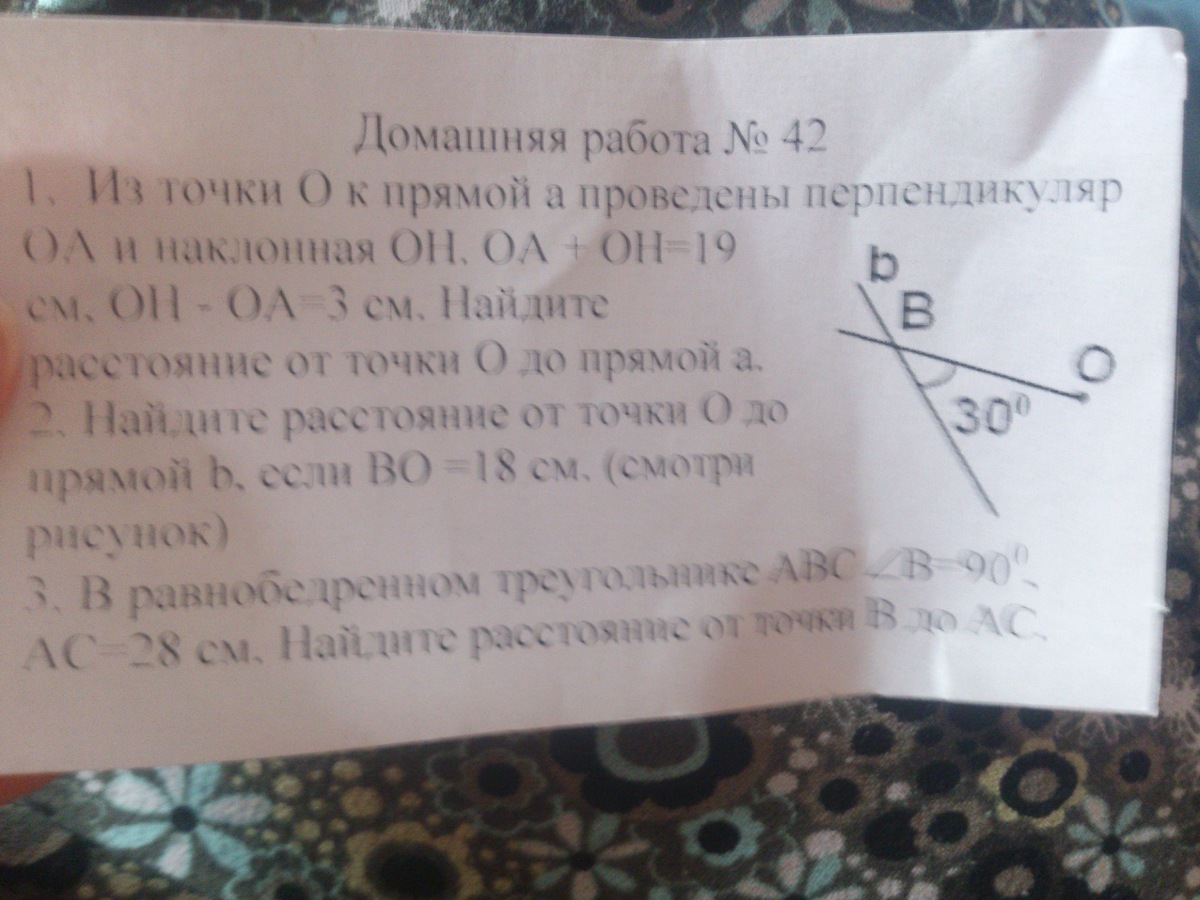 Домашняя работа № 42
1. Из точки О к прямой а проведены перпендикуляр
ОА и наклонная ОН. ОА + ОН=19
см. ОН - ОА=3 см. Найдите
расстояние от точки О до прямой а.
2. Найдите расстояние от точки О до
прямой b, если ВО =18 см. (смотри
рисунок)
3. В равнобедренном треугольнике АВС ∠В=90⁰.
АС=28 см. Найдите расстояние от точки В до АС.
b
B
O
30⁰